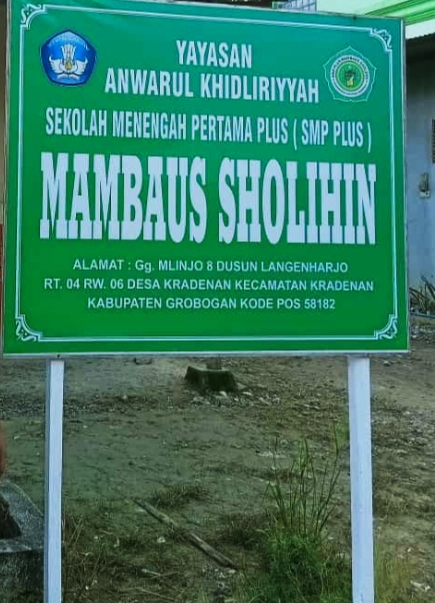 YAYASAN
ANWARUL KHIDLIRIYYAH
SEKOLAH MENENGAH PERTAMA PLUS ( SMP PLUS )
MAMBAUS SHOLIHIN
ALAMAT : Gg. MLINJO 8 DUSUN LANGENHARJO
RT. 04 RW. 06 DESA KRADENAN KECAMATAN KRADENAN
KABUPATEN GROBOGAN KODE POS 58182